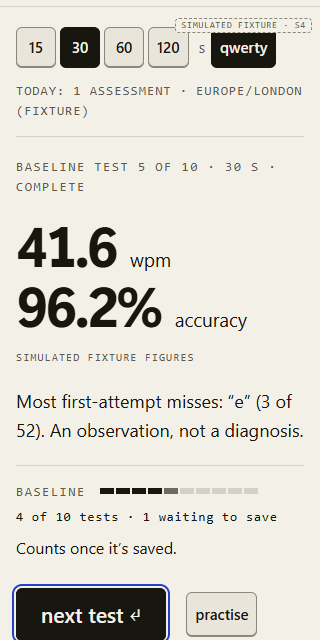 SIMULATED FIXTURE · S4
15 30 60 120 s qwerty
TODAY: 1 ASSESSMENT · EUROPE/LONDON
(FIXTURE)
BASELINE TEST 5 OF 10 · 30 S ·
COMPLETE
41.6 wpm
96.2% accuracy
SIMULATED FIXTURE FIGURES
Most first-attempt misses: “e” (3 of
52). An observation, not a diagnosis.
BASELINE
4 of 10 tests · 1 waiting to save
Counts once it’s saved.
next test ↵ practise